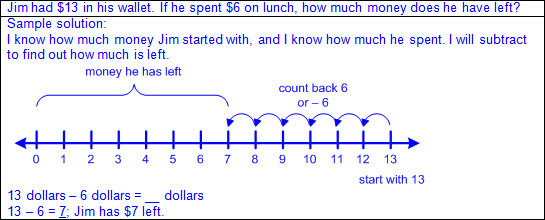 Jim had $13 in his wallet. If he spent $6 on lunch, how much money does he have left?
Sample solution:
I know how much money Jim started with, and I know how much he spent. I will subtract
to find out how much is left.
money he has left
count back 6
or – 6
0 1 2 3 4 5 6 7 8 9 10 11 12 13
start with 13
13 dollars – 6 dollars = __ dollars
13 – 6 = 7; Jim has $7 left.